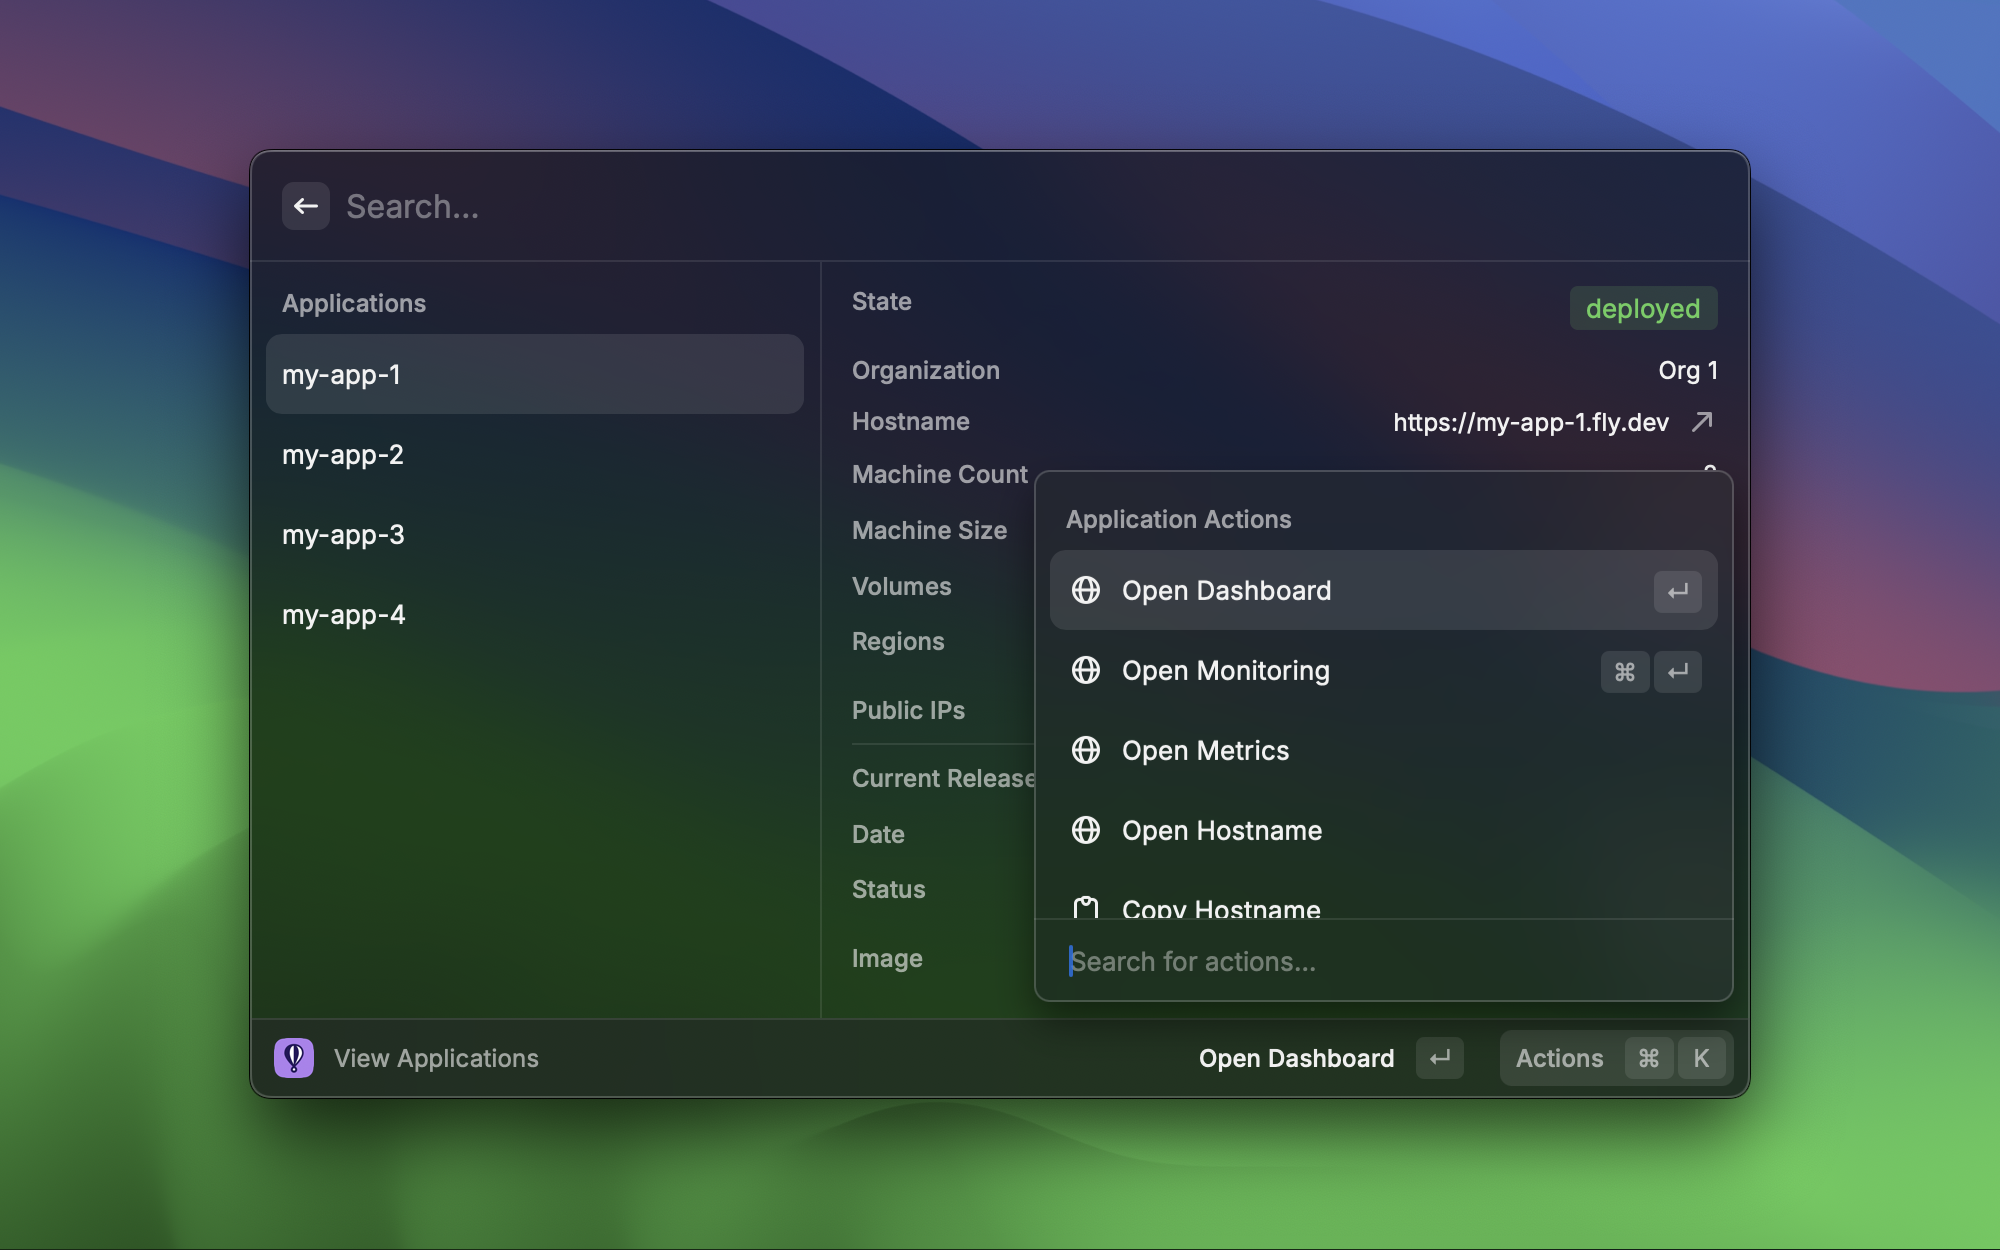 Search...
Applications
my-app-1
my-app-2
my-app-3
my-app-4
State
deployed
Organization
Org 1
Hostname
https://my-app-1.fly.dev
Machine Count
Machine Size
Volumes
Regions
Public IPs
Current Release
Date
Status
Image
Application Actions
Open Dashboard
Open Monitoring
⌘
Open Metrics
Open Hostname
Copy Hostname
Search for actions...
View Applications
Open Dashboard
Actions ⌘ K